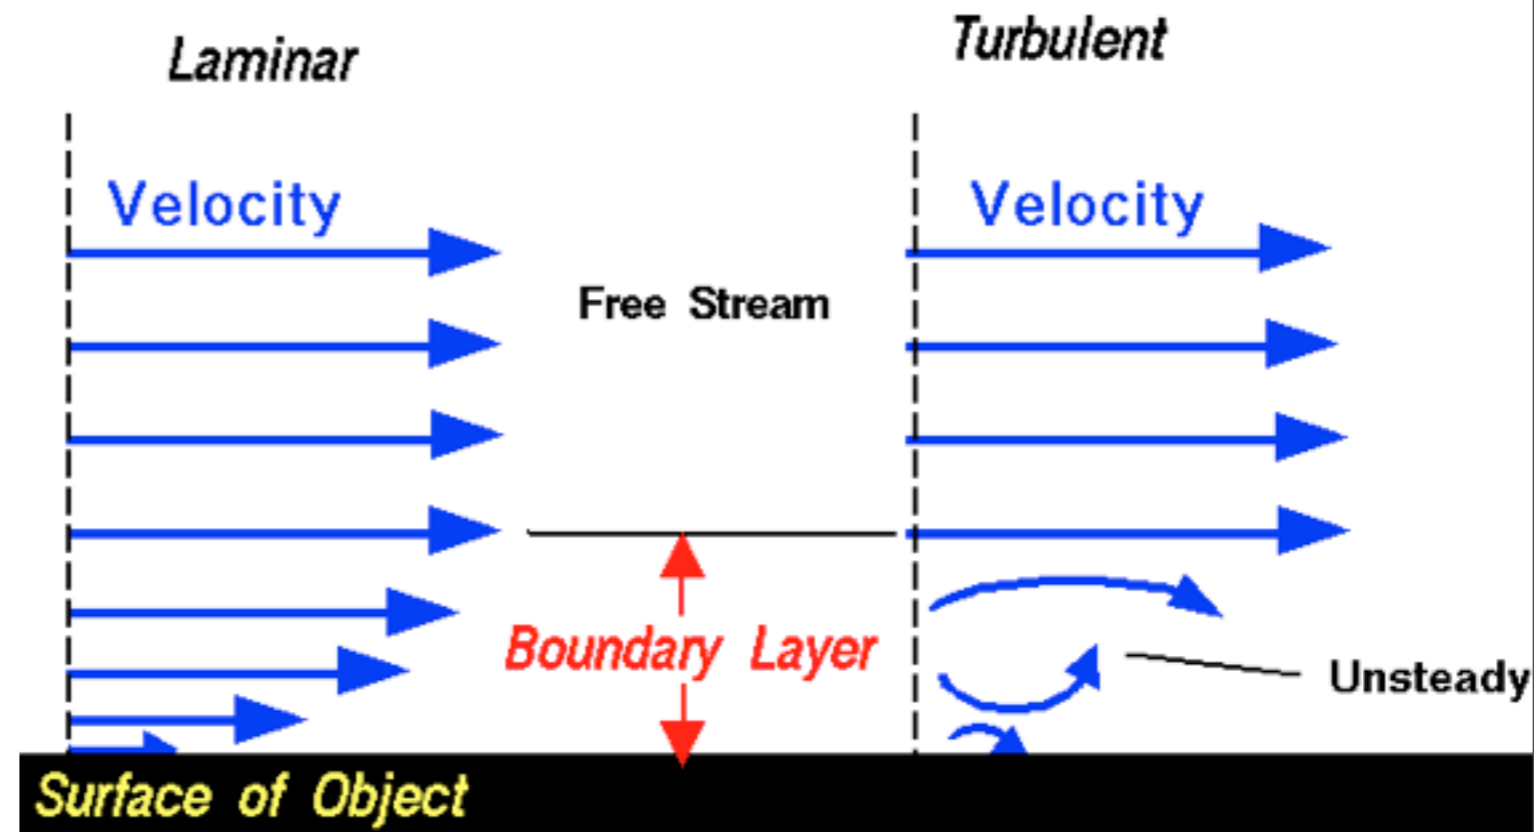 Laminar
Turbulent
Velocity
Velocity
Free Stream
Boundary Layer
Unsteady
Surface of Object